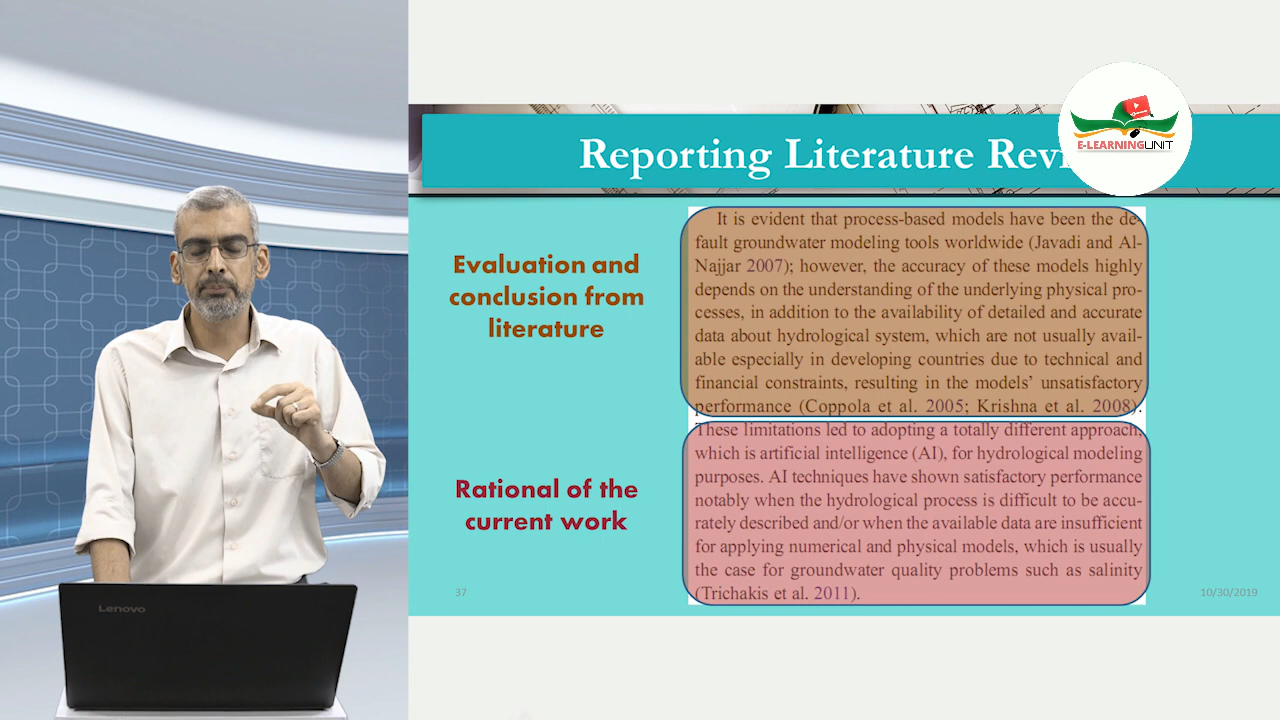 Reporting Literature
E-LEARNINGUNIT
Evaluation and
conclusion from
literature
It is evident that process-based models have been the de-
fault groundwater modeling tools worldwide (Javadi and Al-
Najjar 2007); however, the accuracy of these models highly
depends on the understanding of the underlying physical pro-
cesses, in addition to the availability of detailed and accurate
data about hydrological system, which are not usually avail-
able especially in developing countries due to technical and
financial constraints, resulting in the models' unsatisfactory
performance (Coppola et al. 2005; Krishna et al. 2008).
Rational of the
current work
These limitations led to adopting a totally different approach,
which is artificial intelligence (AI), for hydrological modeling
purposes. AI techniques have shown satisfactory performance
notably when the hydrological process is difficult to be accu-
rately described and/or when the available data are insufficient
for applying numerical and physical models, which is usually
the case for groundwater quality problems such as salinity
(Trichakis et al. 2011).
37
10/30/2019
Lenovo